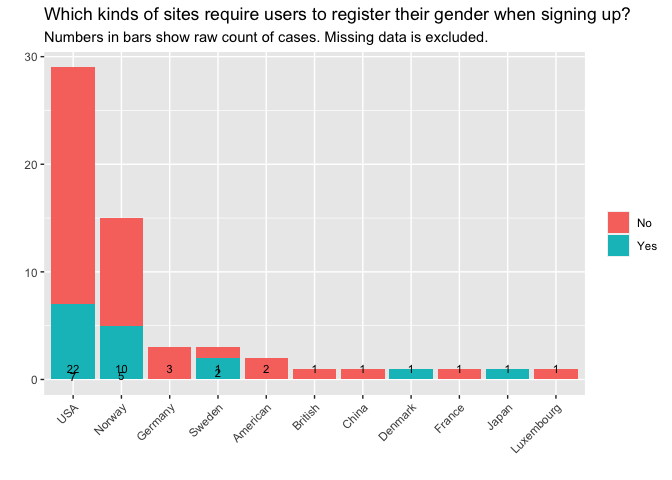 Which kinds of sites require users to register their gender when signing up?
Numbers in bars show raw count of cases. Missing data is excluded.
30
20
10
0
22 10 3 1 2 1 1 1 1 1 1
7 5 2
USA Norway Germany Sweden American British China Denmark France Japan Luxembourg
No
Yes